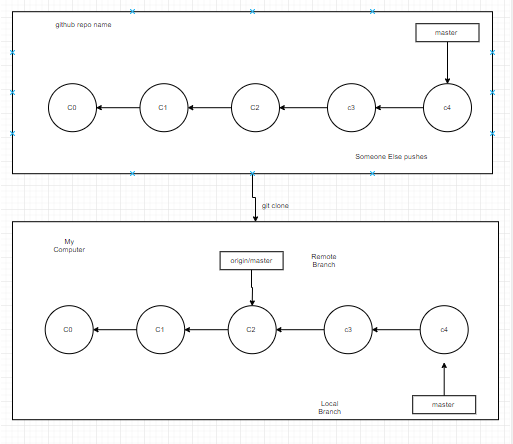 github repo name
master
C0
C1
C2
c3
c4
Someone Else pushes
git clone
My
Computer
origin/master
Remote
Branch
C0
C1
C2
c3
c4
Local
Branch
master